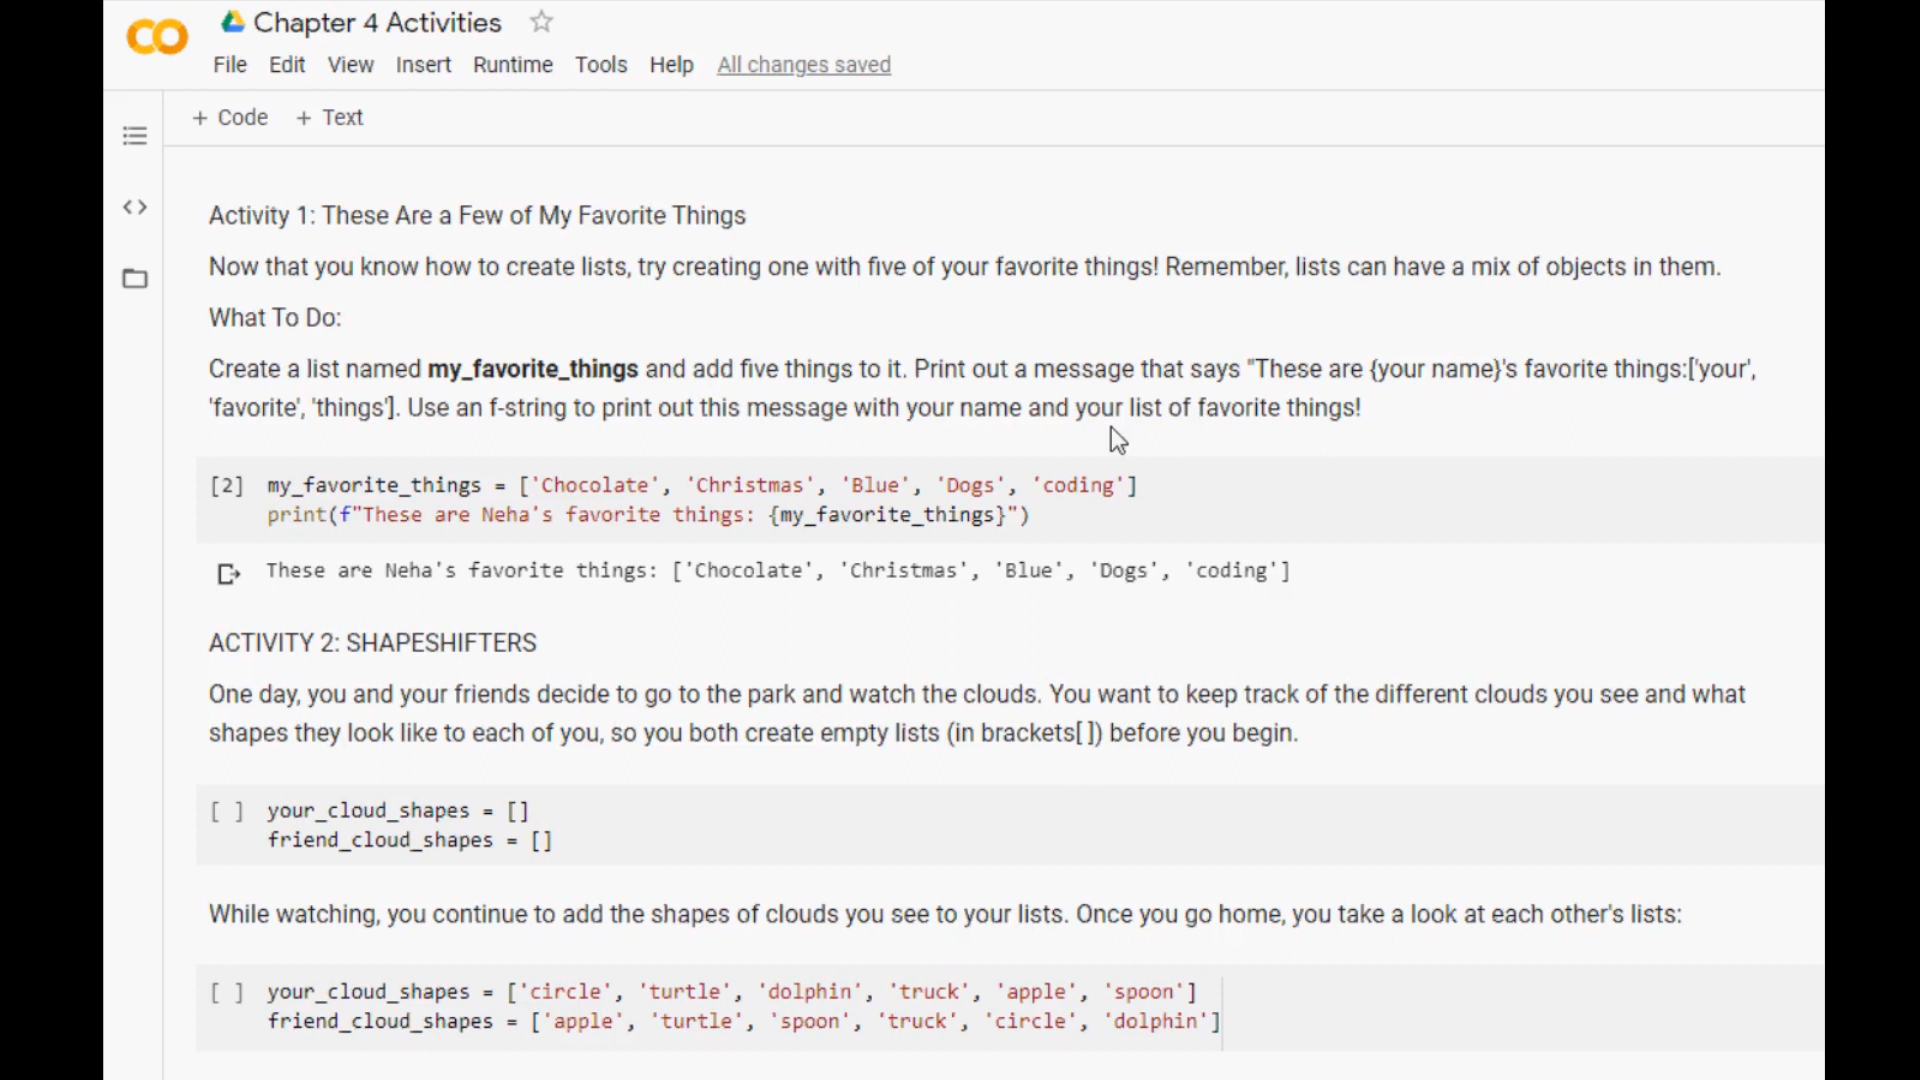 Chapter 4 Activities
File Edit View Insert Runtime Tools Help All changes saved
+ Code + Text
Activity 1: These Are a Few of My Favorite Things
Now that you know how to create lists, try creating one with five of your favorite things! Remember, lists can have a mix of objects in them.
What To Do:
Create a list named my_favorite_things and add five things to it. Print out a message that says "These are {your name}'s favorite things:['your',
'favorite', 'things']. Use an f-string to print out this message with your name and your list of favorite things!
[2] my_favorite_things = ['Chocolate', 'Christmas', 'Blue', 'Dogs', 'coding']
print(f"These are Neha's favorite things: {my_favorite_things}")
These are Neha's favorite things: ['Chocolate', 'Christmas', 'Blue', 'Dogs', 'coding']
ACTIVITY 2: SHAPESHIFTERS
One day, you and your friends decide to go to the park and watch the clouds. You want to keep track of the different clouds you see and what
shapes they look like to each of you, so you both create empty lists (in brackets[ ]) before you begin.
[ ] your_cloud_shapes = []
friend_cloud_shapes = []
While watching, you continue to add the shapes of clouds you see to your lists. Once you go home, you take a look at each other's lists:
[ ] your_cloud_shapes = ['circle', 'turtle', 'dolphin', 'truck', 'apple', 'spoon']
friend_cloud_shapes = ['apple', 'turtle', 'spoon', 'truck', 'circle', 'dolphin']